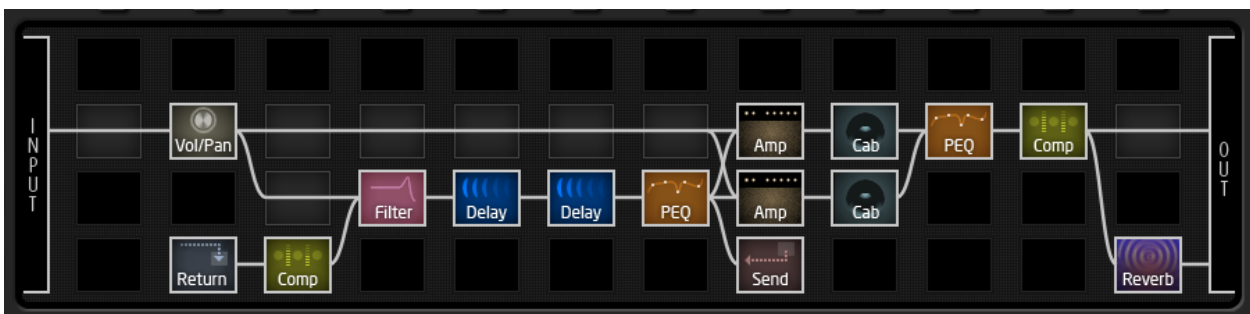 INPUT
Vol/Pan
Amp
Cab
PEQ
Comp
OUT
Filter
Delay
Delay
PEQ
Amp
Cab
Return
Comp
Send
Reverb